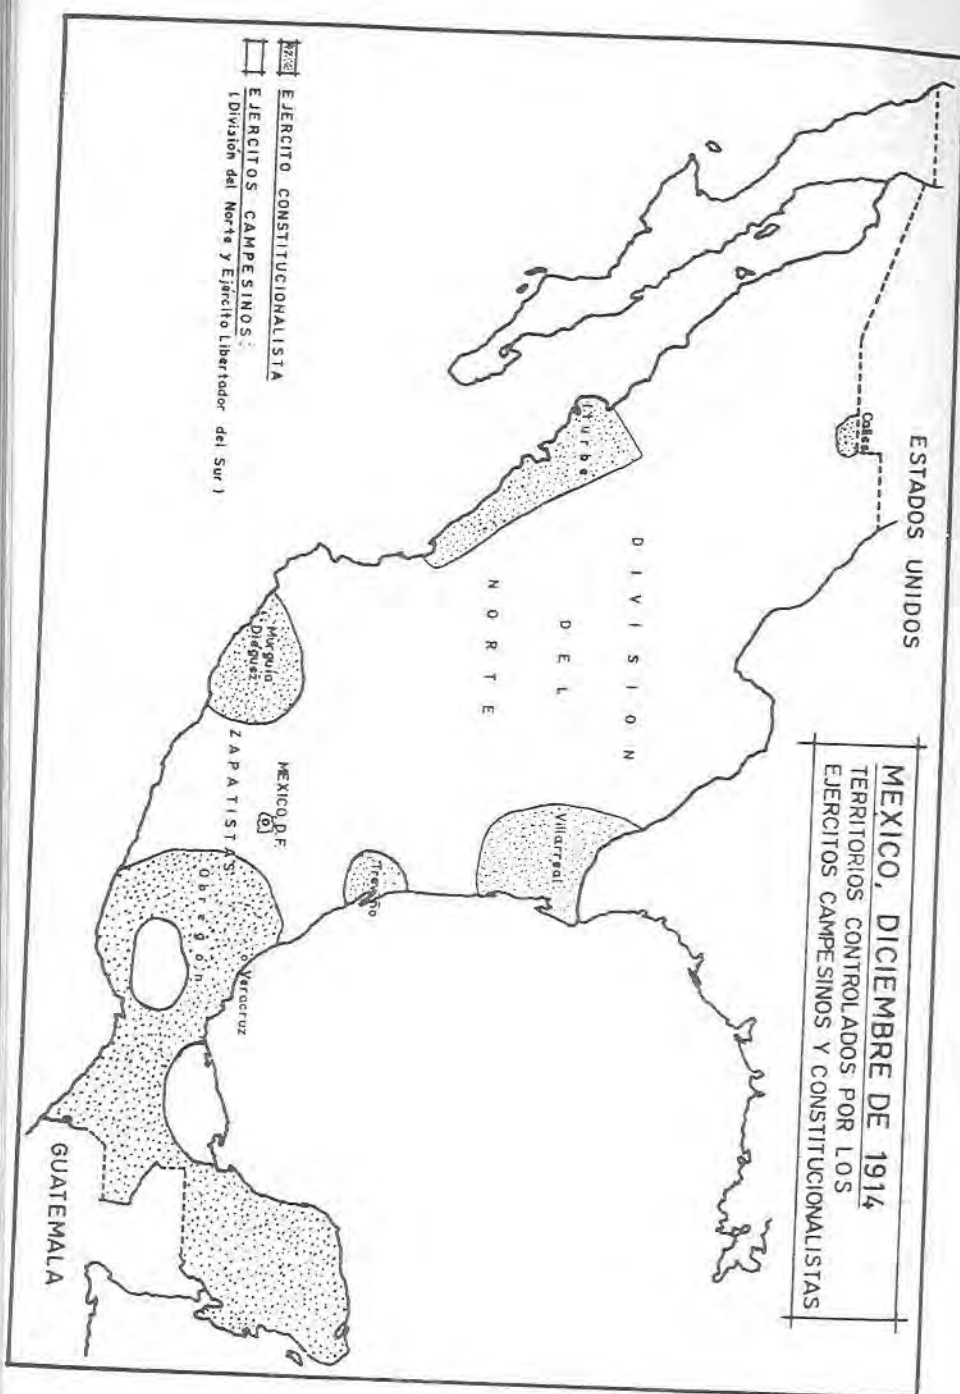 MEXICO, DICIEMBRE DE 1914
TERRITORIOS CONTROLADOS POR LOS
EJERCITOS CAMPESINOS Y CONSTITUCIONALISTAS
ESTADOS UNIDOS
Calles
Iturbe
DIVISION
DEL
NORTE
Villarreal
Treviño
Murguía
Diéguez
MEXICO D.F.
ZAPATISTAS
Obregón
Veracruz
GUATEMALA
EJERCITO CONSTITUCIONALISTA
EJERCITOS CAMPESINOS:
(División del Norte y Ejército Libertador del Sur)